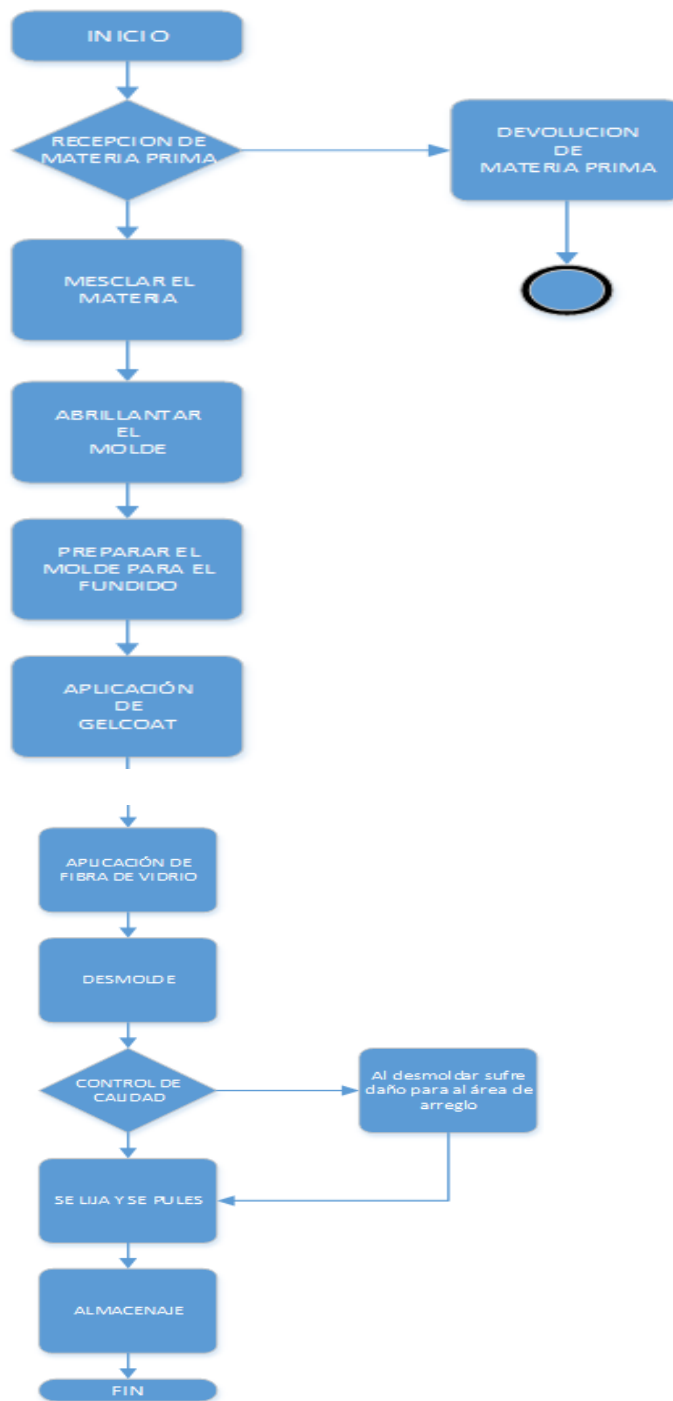 INICIO
RECEPCION DE
MATERIA PRIMA
DEVOLUCION
DE
MATERIA PRIMA
MESCLAR EL
MATERIA
ABRILLANTAR
EL
MOLDE
PREPARAR EL
MOLDE PARA EL
FUNDIDO
APLICACIÓN
DE
GELCOAT
APLICACIÓN DE
FIBRA DE VIDRIO
DESMOLDE
CONTROL DE
CALIDAD
Al desmoldar sufre
daño para al área de
arreglo
SE LIJA Y SE PULES
ALMACENAJE
FIN